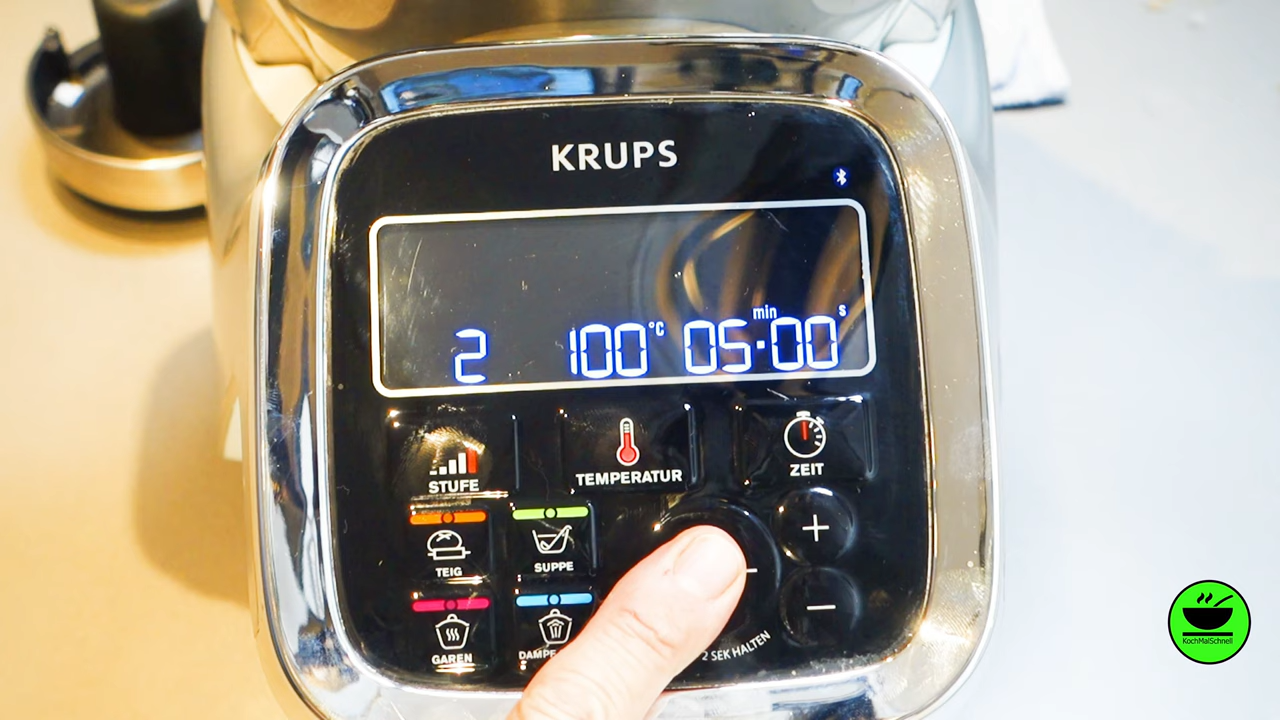 KRUPS
2 100°C 05:00 min s
STUFE
TEMPERATUR
ZEIT
TEIG
SUPPE
GAREN
2 SEK HALTEN
KochMalSchnell